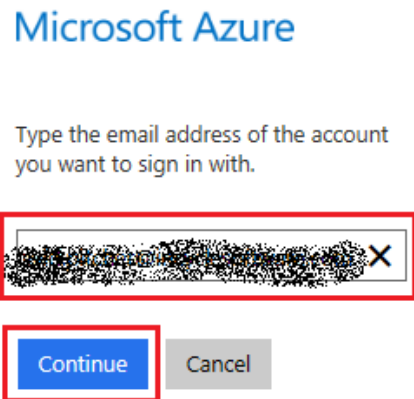 Microsoft Azure
Type the email address of the account
you want to sign in with.
Continue
Cancel